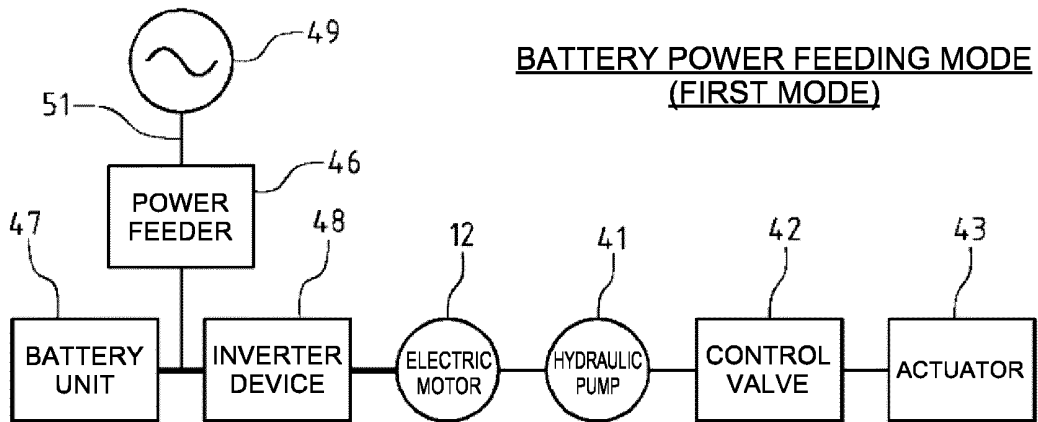 49
BATTERY POWER FEEDING MODE
(FIRST MODE)
51
46
POWER
FEEDER
47
48
12
41
42
43
BATTERY
UNIT
INVERTER
DEVICE
ELECTRIC
MOTOR
HYDRAULIC
PUMP
CONTROL
VALVE
ACTUATOR